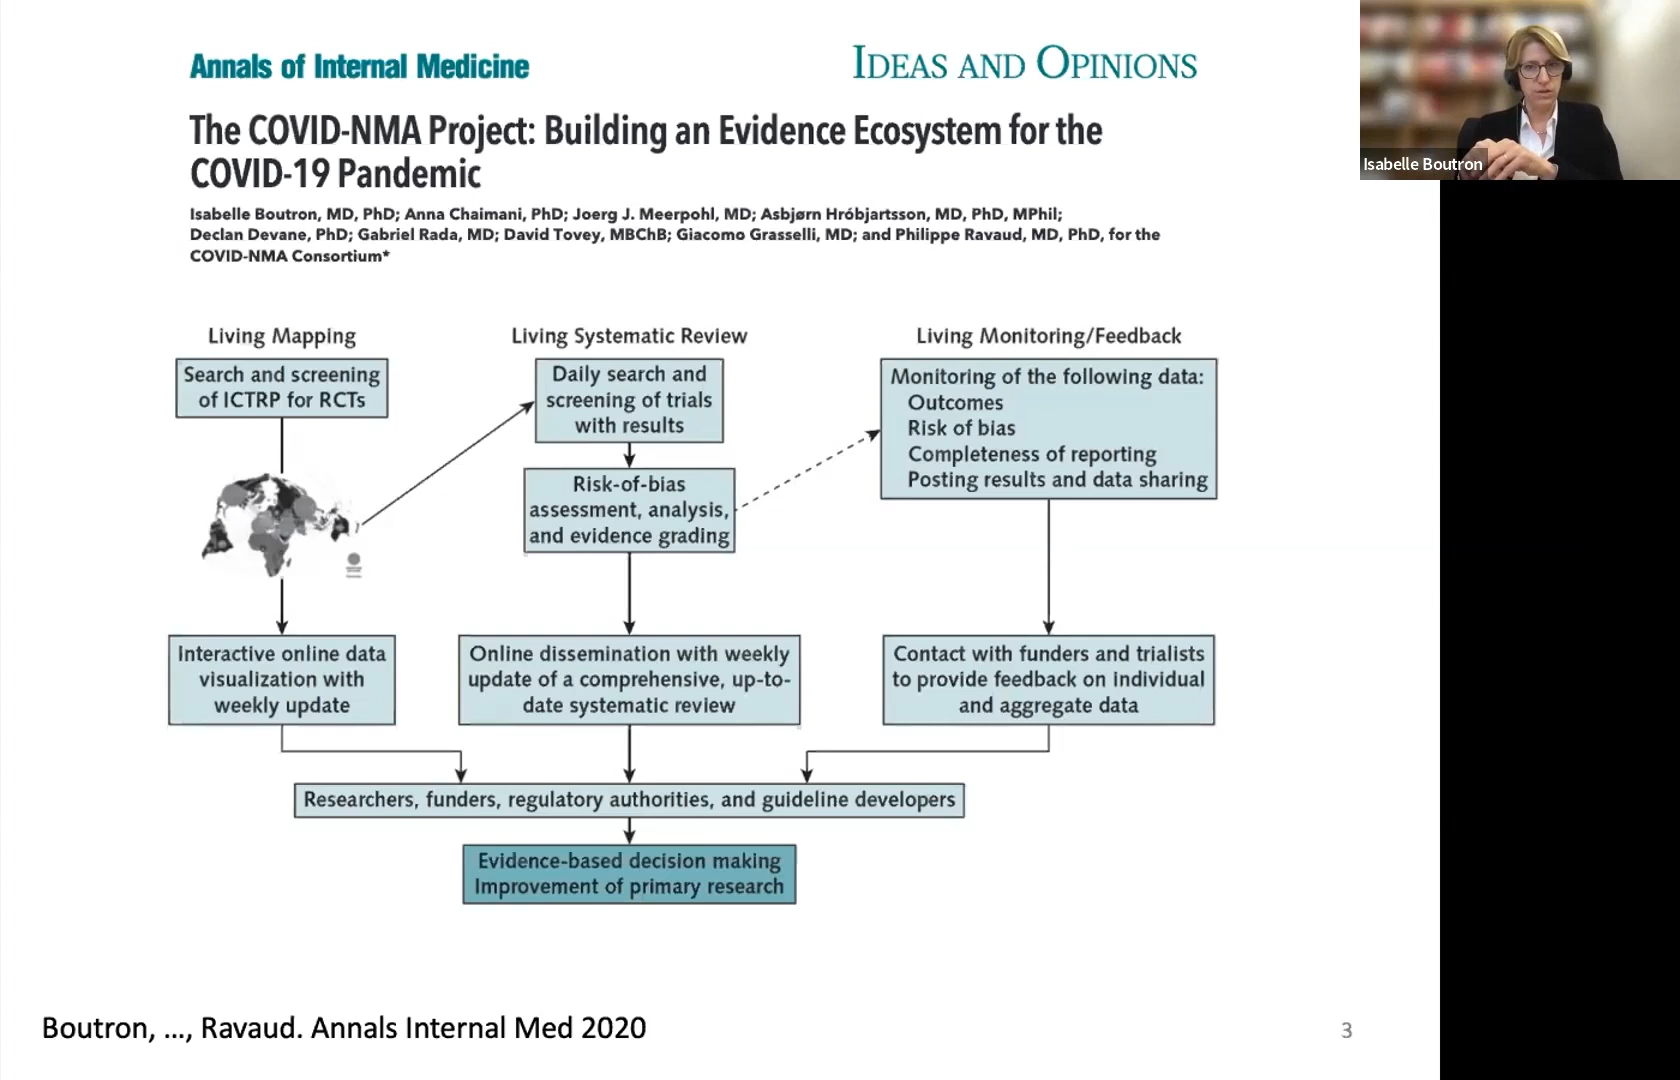 Annals of Internal Medicine
IDEAS AND OPINIONS
The COVID-NMA Project: Building an Evidence Ecosystem for the
COVID-19 Pandemic
Isabelle Boutron, MD, PhD; Anna Chaimani, PhD; Joerg J. Meerpohl, MD; Asbjørn Hróbjartsson, MD, PhD, MPhil;
Declan Devane, PhD; Gabriel Rada, MD; David Tovey, MBChB; Giacomo Grasselli, MD; and Philippe Ravaud, MD, PhD, for the
COVID-NMA Consortium*
Living Mapping
Search and screening
of ICTRP for RCTs
Interactive online data
visualization with
weekly update
Living Systematic Review
Daily search and
screening of trials
with results
Risk-of-bias
assessment, analysis,
and evidence grading
Online dissemination with weekly
update of a comprehensive, up-to-
date systematic review
Living Monitoring/Feedback
Monitoring of the following data:
Outcomes
Risk of bias
Completeness of reporting
Posting results and data sharing
Contact with funders and trialists
to provide feedback on individual
and aggregate data
Researchers, funders, regulatory authorities, and guideline developers
Evidence-based decision making
Improvement of primary research
Boutron, ..., Ravaud. Annals Internal Med 2020
3
Isabelle Boutron